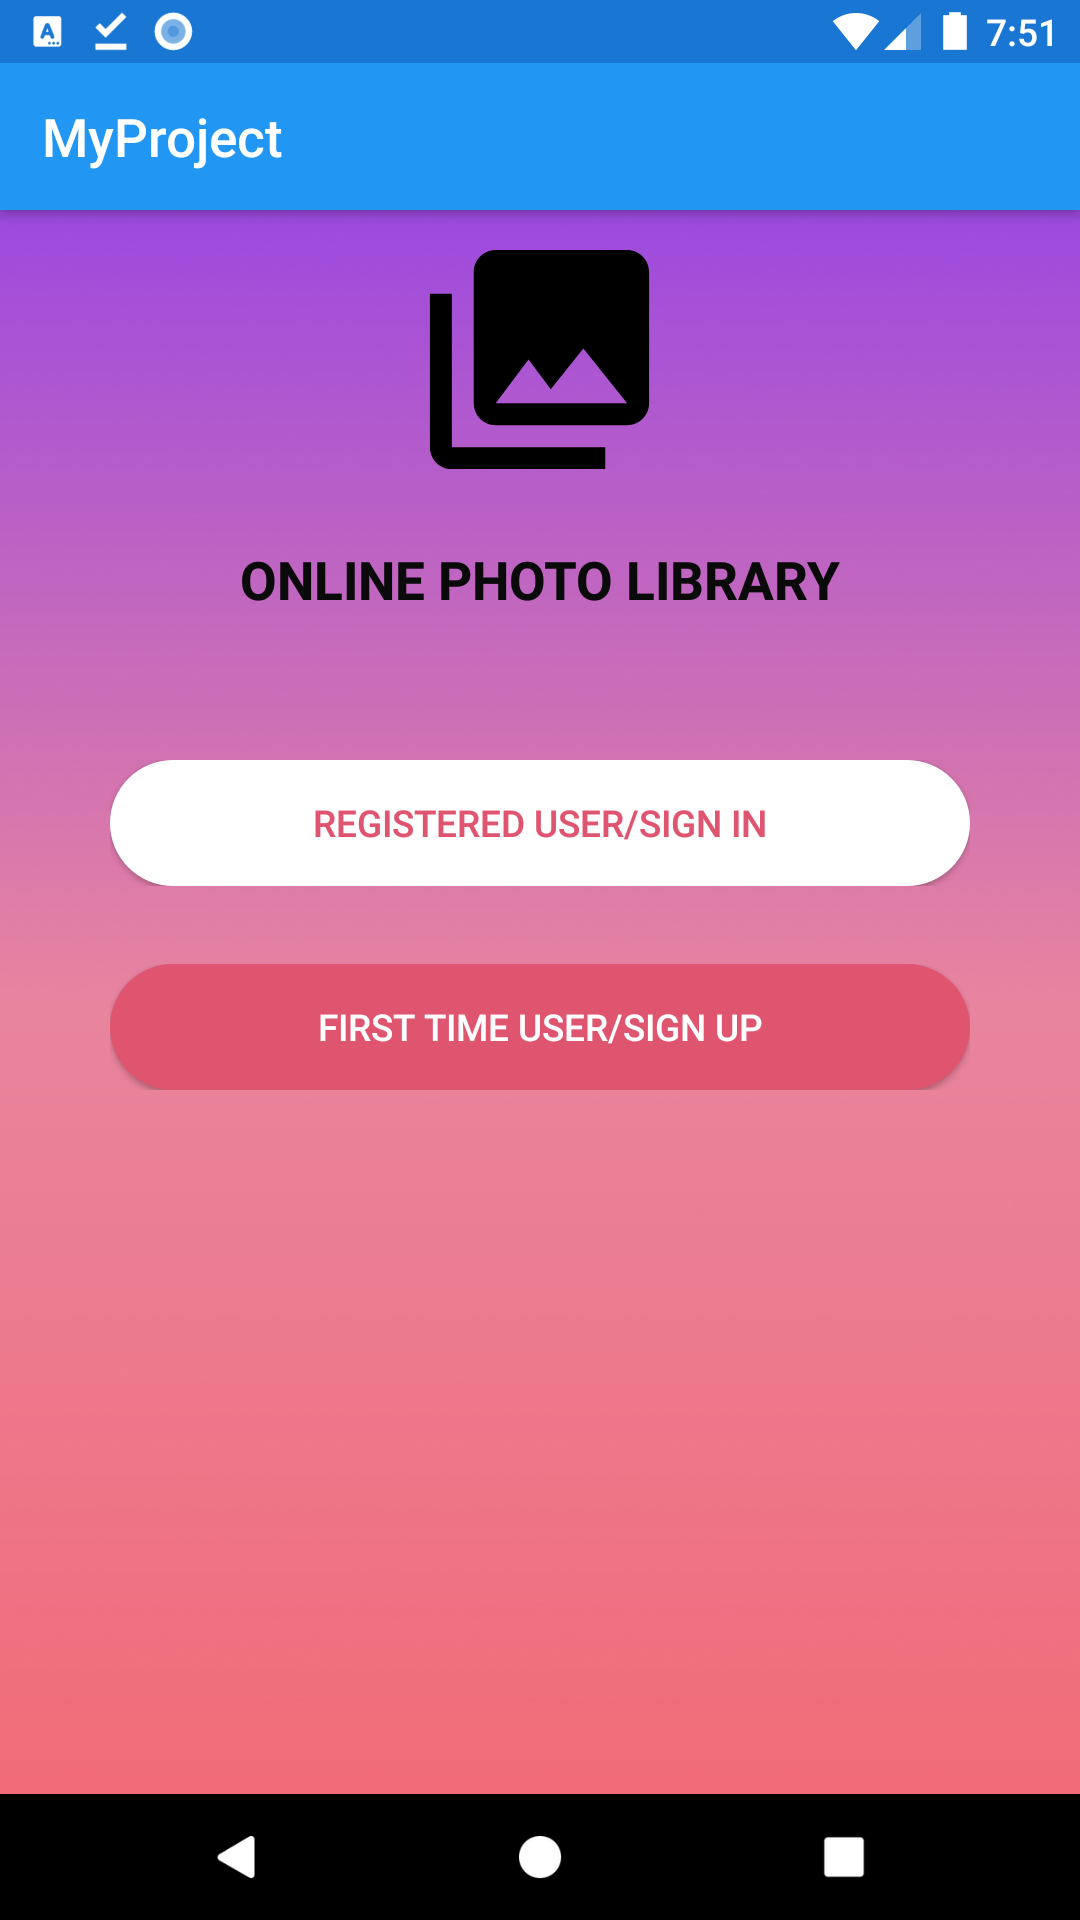 7:51
MyProject
ONLINE PHOTO LIBRARY
REGISTERED USER/SIGN IN
FIRST TIME USER/SIGN UP